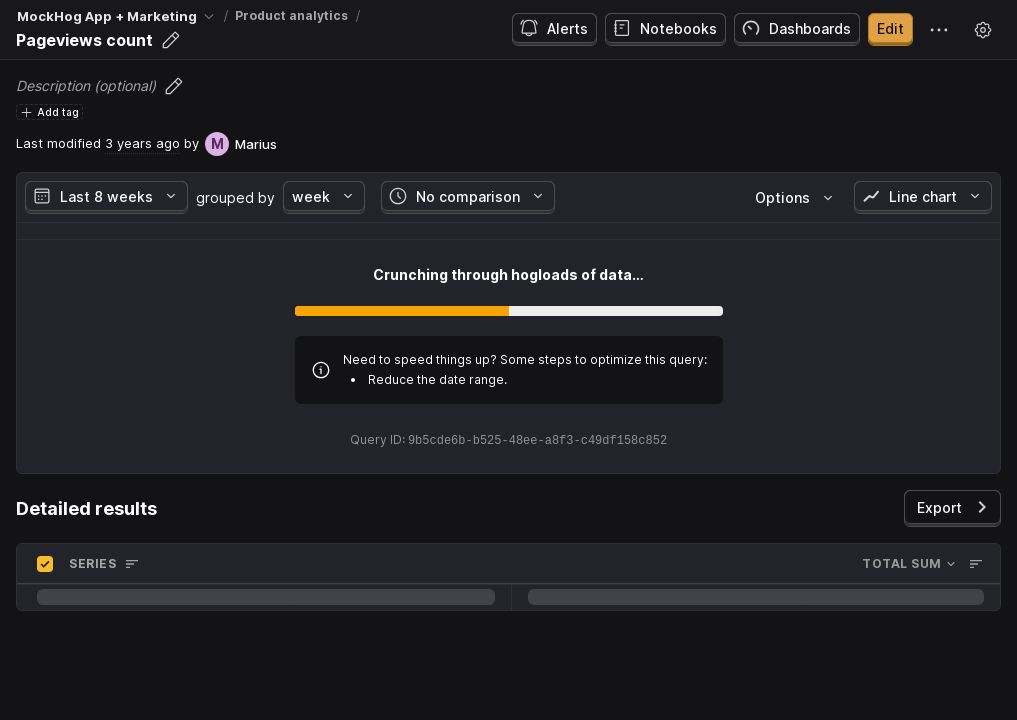 MockHog App + Marketing / Product analytics /
Pageviews count
Alerts
Notebooks
Dashboards
Edit
Description (optional)
Add tag
Last modified 3 years ago by M Marius
Last 8 weeks grouped by week No comparison Options Line chart
Crunching through hogloads of data...
Need to speed things up? Some steps to optimize this query:
• Reduce the date range.
Query ID: 9b5cde6b-b525-48ee-a8f3-c49df158c852
Detailed results
Export
SERIES TOTAL SUM